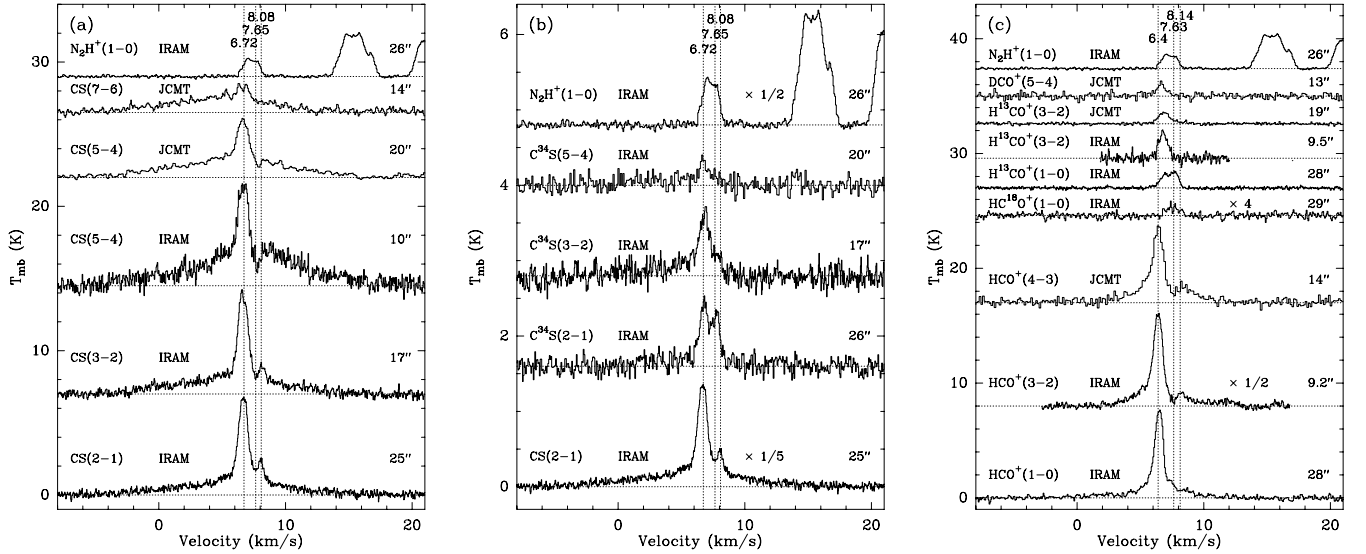 (a)
8.08
7.65
6.72
N₂H⁺(1−0) IRAM 26″
30
CS(7−6) JCMT 14″
CS(5−4) JCMT 20″
20
CS(5−4) IRAM 10″
CS(3−2) IRAM 17″
10
CS(2−1) IRAM 25″
0
T_mb (K)
0 10 20
Velocity (km/s)
(b)
8.08
7.65
6.72
6
N₂H⁺(1−0) IRAM × 1/2 26″
C³⁴S(5−4) IRAM 20″
4
C³⁴S(3−2) IRAM 17″
C³⁴S(2−1) IRAM 26″
2
CS(2−1) IRAM × 1/5 25″
0
T_mb (K)
0 10 20
Velocity (km/s)
(c)
8.14
7.63
6.4
40
N₂H⁺(1−0) IRAM 26″
DCO⁺(5−4) JCMT 13″
H¹³CO⁺(3−2) JCMT 19″
H¹³CO⁺(3−2) IRAM 9.5″
30
H¹³CO⁺(1−0) IRAM 28″
HC¹⁸O⁺(1−0) IRAM × 4 29″
20
HCO⁺(4−3) JCMT 14″
HCO⁺(3−2) IRAM × 1/2 9.2″
10
HCO⁺(1−0) IRAM 28″
0
T_mb (K)
0 10 20
Velocity (km/s)